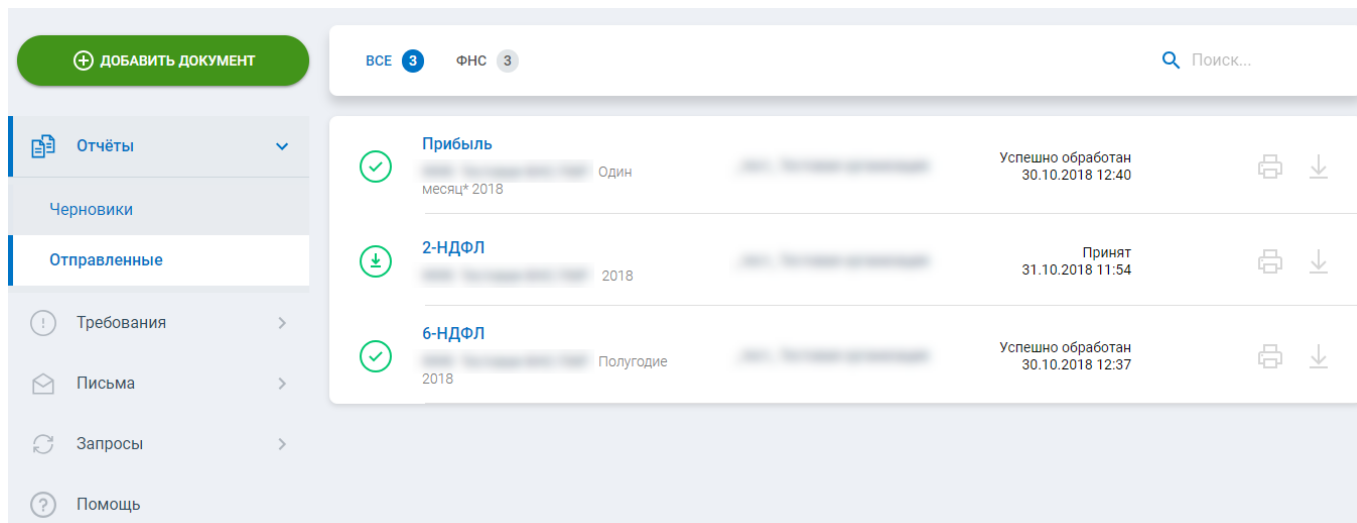 ДОБАВИТЬ ДОКУМЕНТ
ВСЕ 3 ФНС 3
Поиск...
Отчёты
Черновики
Отправленные
Требования
Письма
Запросы
Помощь
Прибыль
Один
месяц* 2018
Успешно обработан
30.10.2018 12:40
2-НДФЛ
2018
Принят
31.10.2018 11:54
6-НДФЛ
Полугодие
2018
Успешно обработан
30.10.2018 12:37